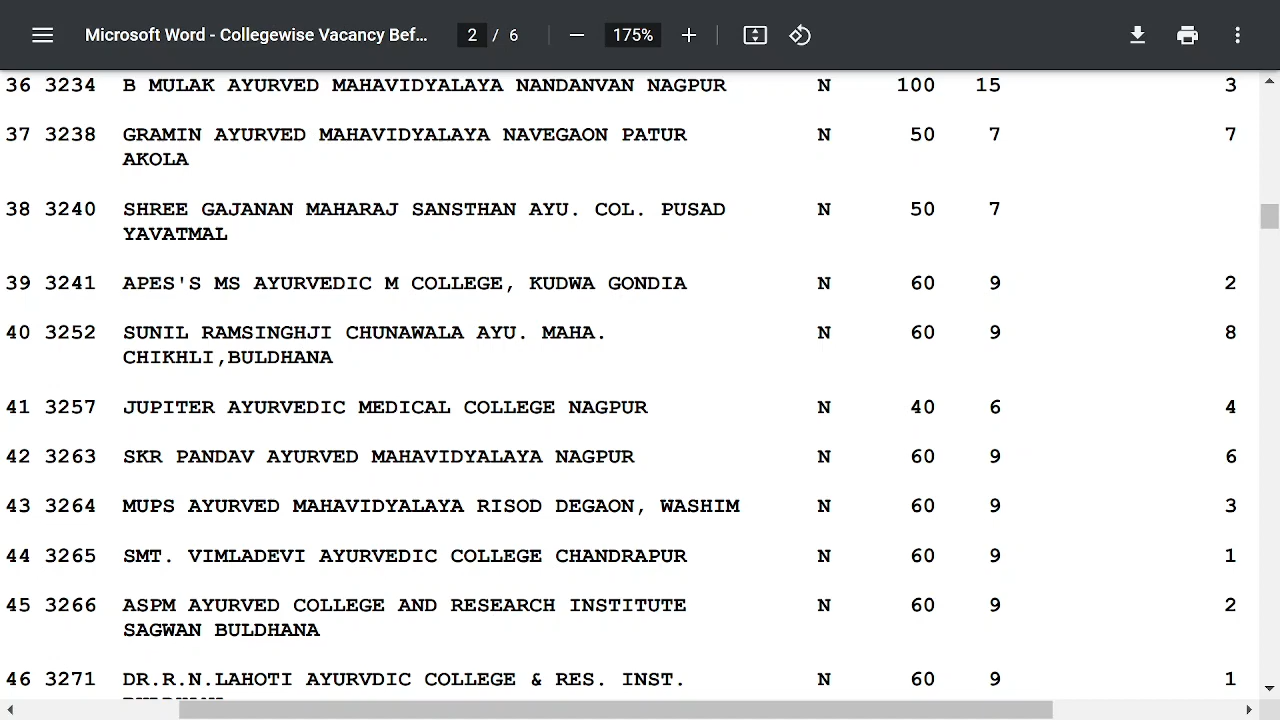 Microsoft Word - Collegewise Vacancy Bef... 2 / 6 175%
36 3234 B MULAK AYURVED MAHAVIDYALAYA NANDANVAN NAGPUR N 100 15 3
37 3238 GRAMIN AYURVED MAHAVIDYALAYA NAVEGAON PATUR N 50 7 7
AKOLA
38 3240 SHREE GAJANAN MAHARAJ SANSTHAN AYU. COL. PUSAD N 50 7
YAVATMAL
39 3241 APES'S MS AYURVEDIC M COLLEGE, KUDWA GONDIA N 60 9 2
40 3252 SUNIL RAMSINGHJI CHUNAWALA AYU. MAHA. N 60 9 8
CHIKHLI,BULDHANA
41 3257 JUPITER AYURVEDIC MEDICAL COLLEGE NAGPUR N 40 6 4
42 3263 SKR PANDAV AYURVED MAHAVIDYALAYA NAGPUR N 60 9 6
43 3264 MUPS AYURVED MAHAVIDYALAYA RISOD DEGAON, WASHIM N 60 9 3
44 3265 SMT. VIMLADEVI AYURVEDIC COLLEGE CHANDRAPUR N 60 9 1
45 3266 ASPM AYURVED COLLEGE AND RESEARCH INSTITUTE N 60 9 2
SAGWAN BULDHANA
46 3271 DR.R.N.LAHOTI AYURVDIC COLLEGE & RES. INST. N 60 9 1